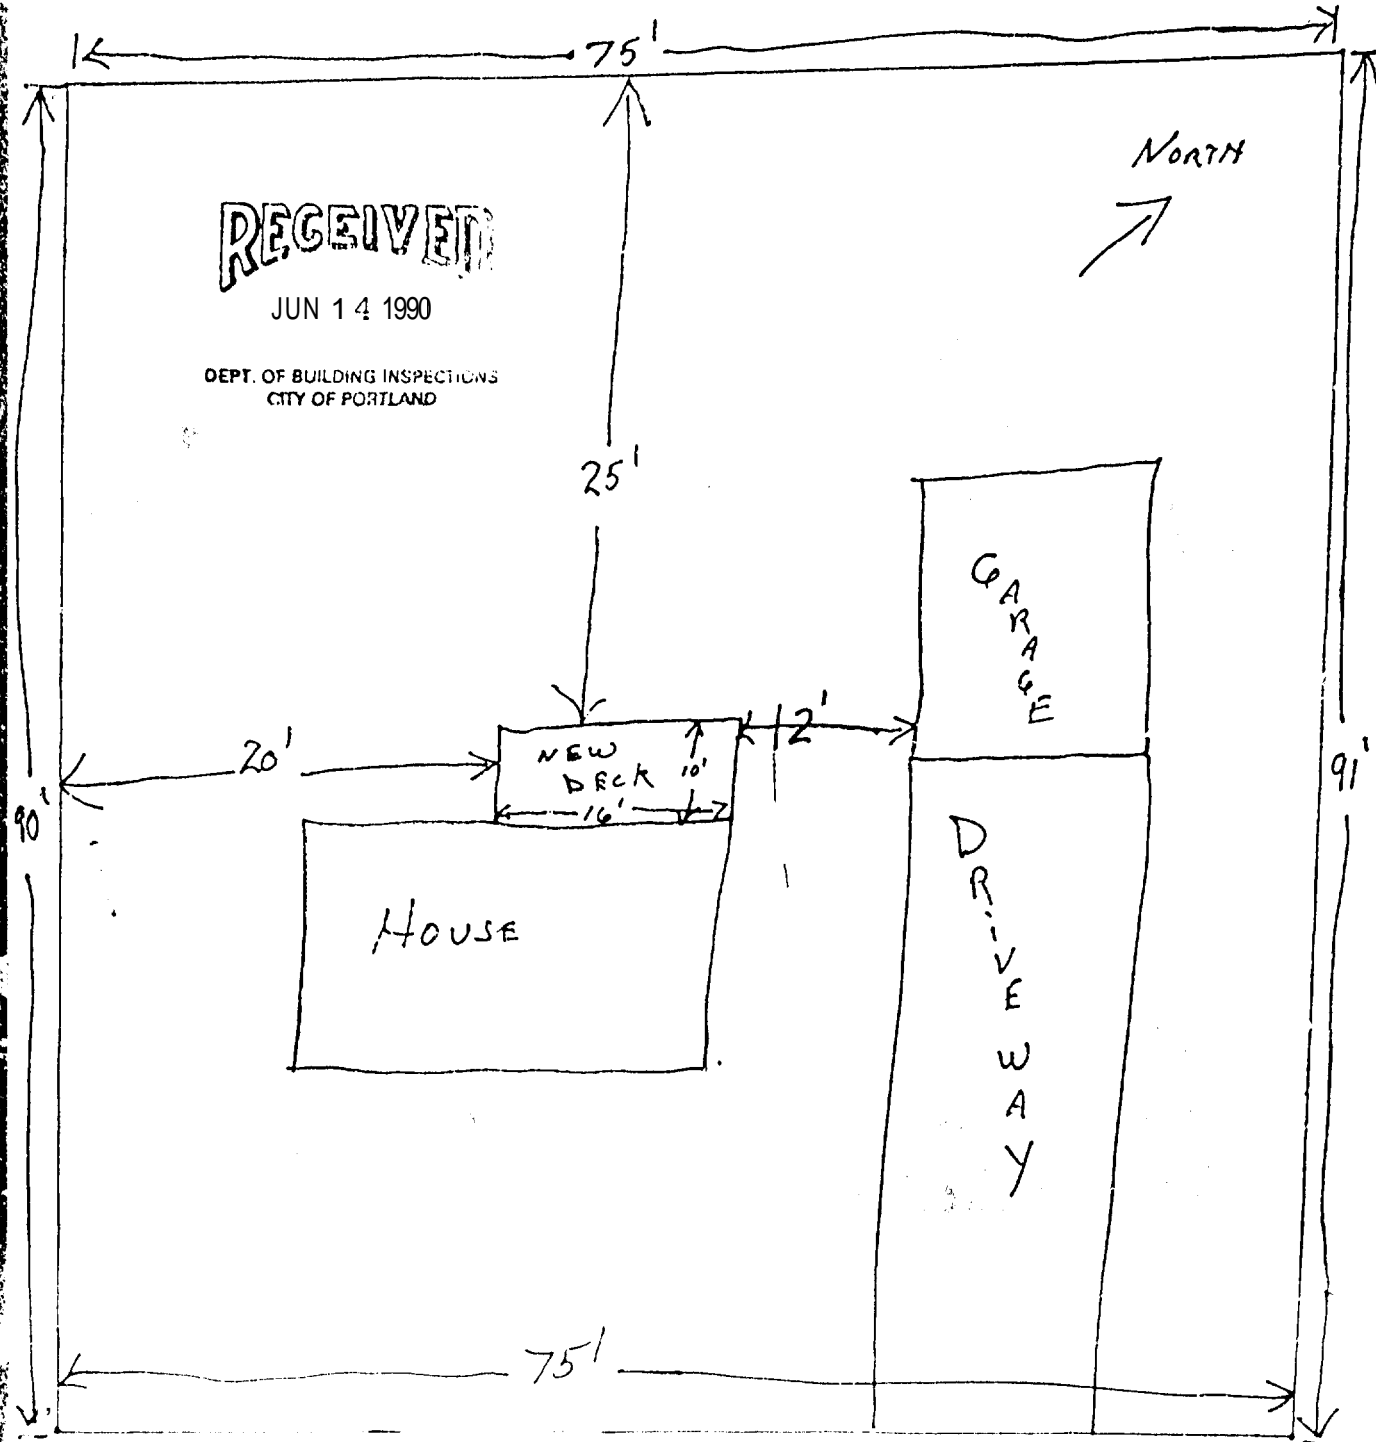 75'
NORTH
RECEIVED
JUN 14 1990
DEPT. OF BUILDING INSPECTIONS
CITY OF PORTLAND
25'
GARAGE
20'
NEW
DECK
10'
16'
12'
90'
91'
HOUSE
DRIVEWAY
75'